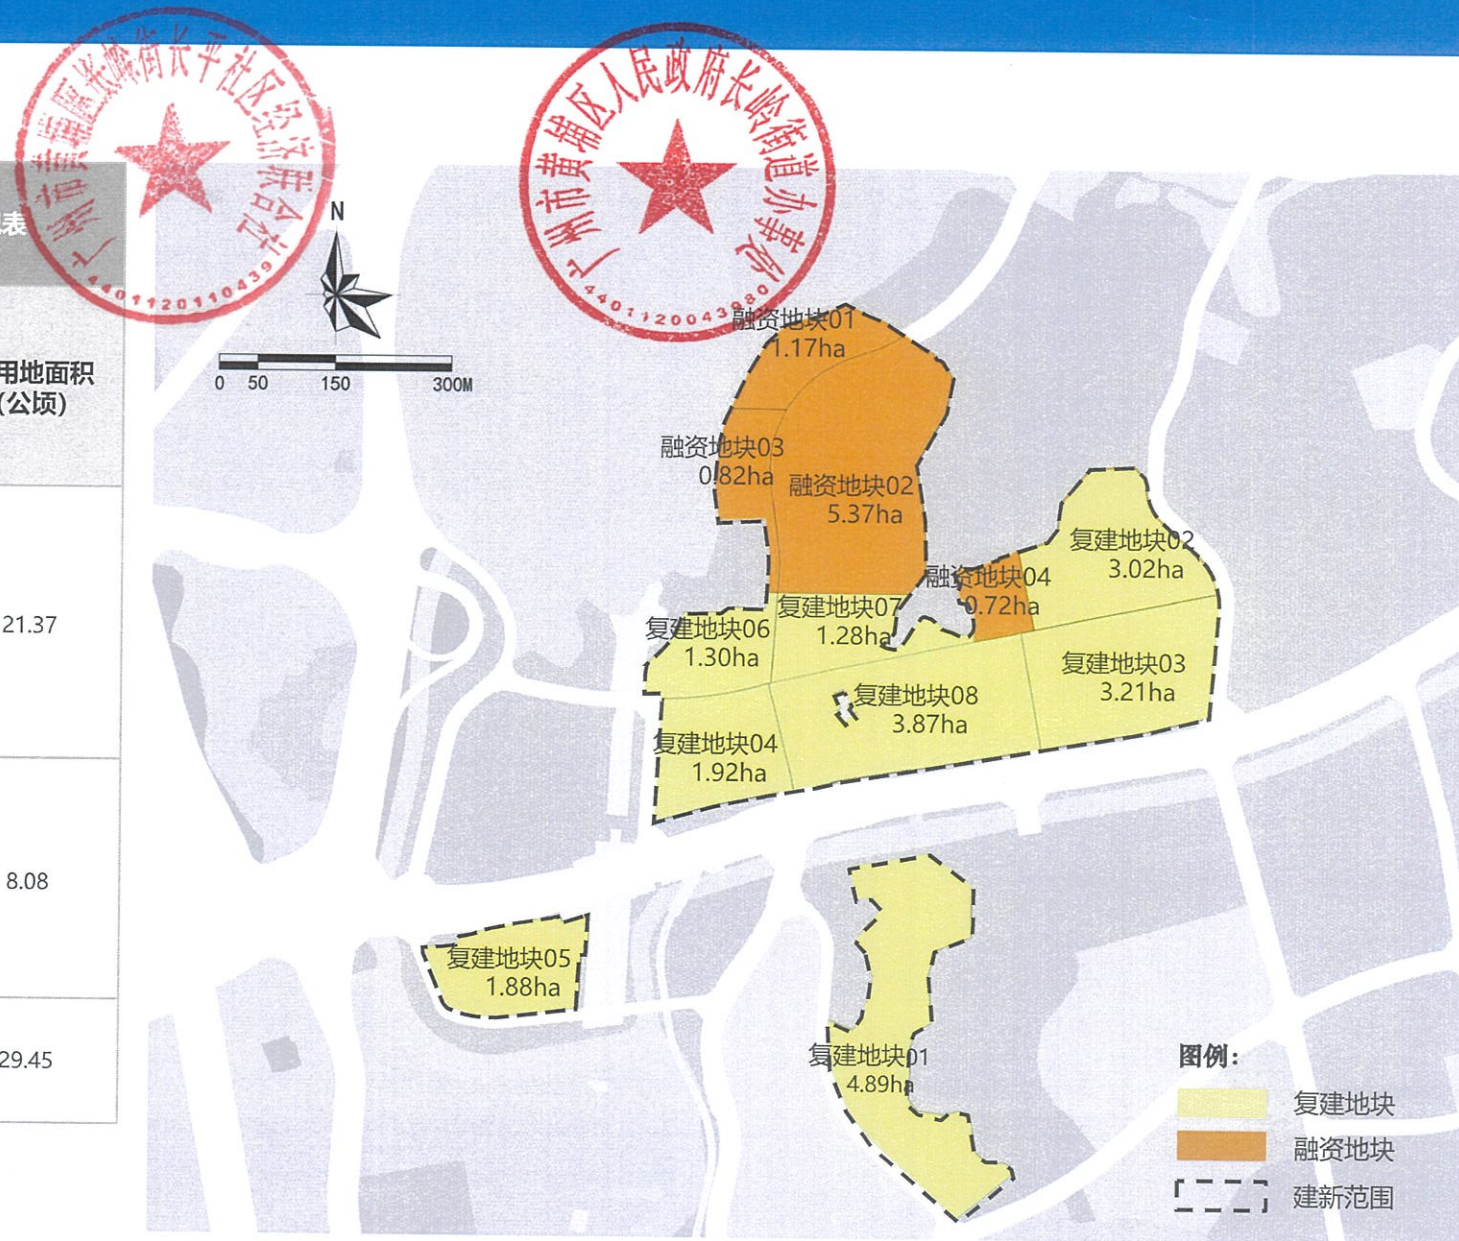 广州市黄埔区长岭街长平社区经济联合社
4401120110439
广州市黄埔区人民政府长岭街道办事处
4401120043980
表
用地面积
(公顷)
21.37
8.08
29.45
N
0 50 150 300M
融资地块01
1.17ha
融资地块03
0.82ha
融资地块02
5.37ha
复建地块02
3.02ha
融资地块04
0.72ha
复建地块07
1.28ha
复建地块06
1.30ha
复建地块03
3.21ha
复建地块08
3.87ha
复建地块04
1.92ha
复建地块05
1.88ha
复建地块01
4.89ha
图例：
复建地块
融资地块
建新范围